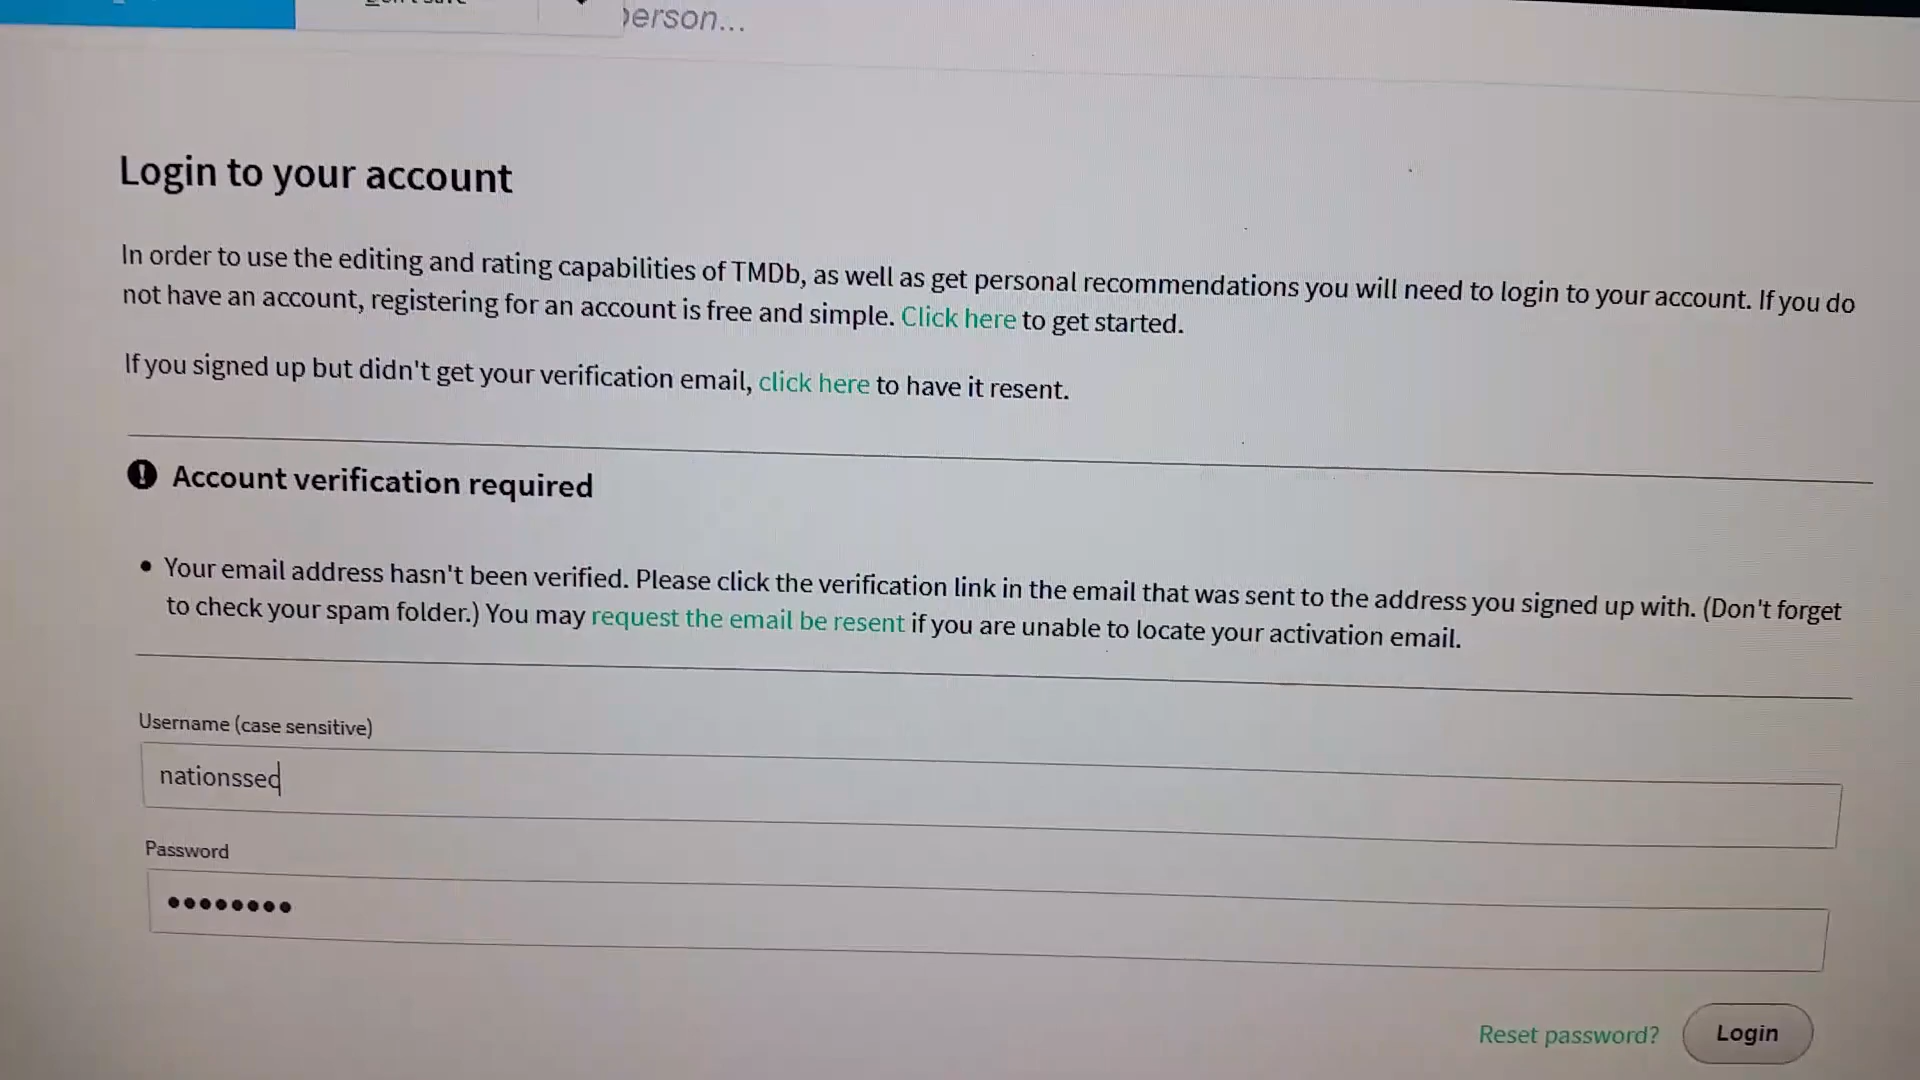 person...
Login to your account
In order to use the editing and rating capabilities of TMDb, as well as get personal recommendations you will need to login to your account. If you do
not have an account, registering for an account is free and simple. Click here to get started.
If you signed up but didn't get your verification email, click here to have it resent.
Account verification required
• Your email address hasn't been verified. Please click the verification link in the email that was sent to the address you signed up with. (Don't forget
to check your spam folder.) You may request the email be resent if you are unable to locate your activation email.
Username (case sensitive)
nationssed
Password
Reset password?
Login